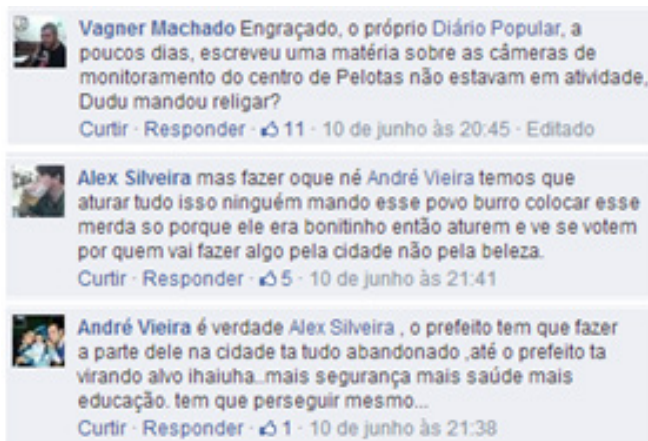 Vagner Machado Engraçado, o próprio Diário Popular, a
poucos dias, escreveu uma matéria sobre as câmeras de
monitoramento do centro de Pelotas não estavam em atividade,
Dudu mandou religar?
Curtir · Responder · 11 · 10 de junho às 20:45 · Editado
Alex Silveira mas fazer oque né André Vieira temos que
aturar tudo isso ninguém mando esse povo burro colocar esse
merda so porque ele era bonitinho então aturem e ve se votem
por quem vai fazer algo pela cidade não pela beleza.
Curtir · Responder · 5 · 10 de junho às 21:41
André Vieira é verdade Alex Silveira , o prefeito tem que fazer
a parte dele na cidade ta tudo abandonado ,até o prefeito ta
virando alvo ihaiuha..mais segurança mais saúde mais
educação. tem que perseguir mesmo...
Curtir · Responder · 1 · 10 de junho às 21:38